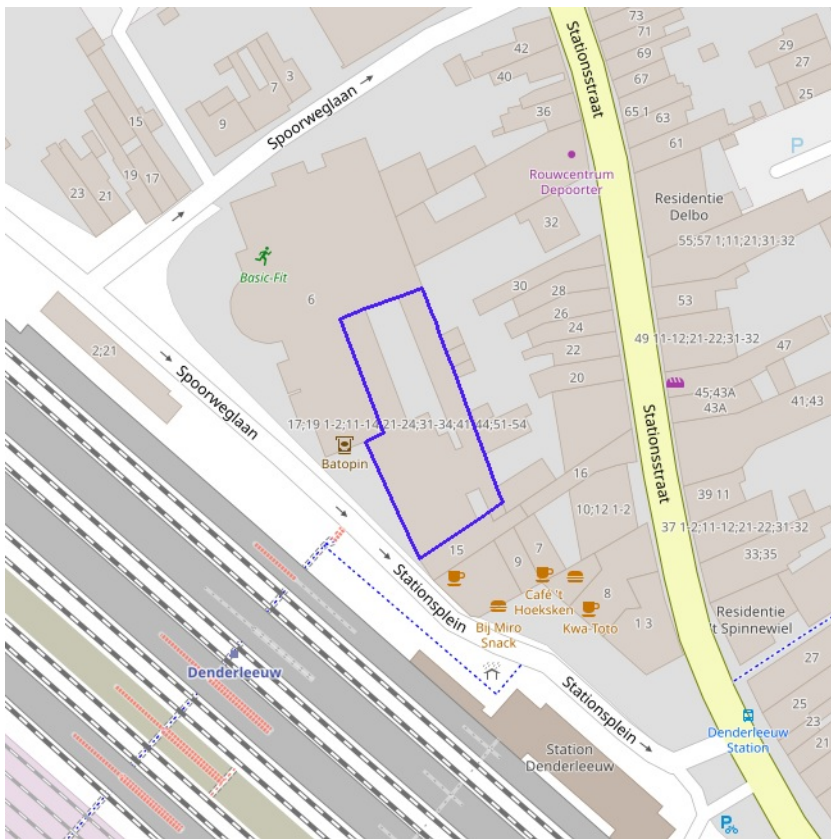 73
71
69
67
65 1
63
61
42
40
36
Stationsstraat
29
27
25
P
3
7
9
Spoorweglaan
15
19
17
23
21
Rouwcentrum
Depoorter
32
Residentie
Delbo
55;57 1;11;21;31-32
Basic-Fit
6
30
28
26
24
22
20
53
49 11-12;21-22;31-32
47
45;43A
43A
41;43
2;21
Spoorweglaan
17;19 1-2;11-14;21-24;31-34;41-44;51-54
Batopin
Stationsstraat
16
10;12 1-2
39 11
37 1-2;11-12;21-22;31-32
33;35
15
9
7
8
1 3
Café 't
Hoeksken
Bij Miro
Snack
Kwa-Toto
Stationsplein
Residentie
't Spinnewiel
27
25
23
21
Denderleeuw
Stationsplein
Station
Denderleeuw
Denderleeuw
Station
P